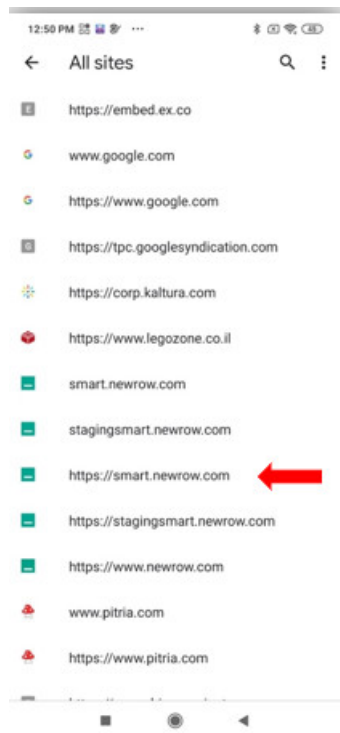 12:50 PM
All sites
E https://embed.ex.co
www.google.com
https://www.google.com
G https://tpc.googlesyndication.com
https://corp.kaltura.com
https://www.legozone.co.il
smart.newrow.com
stagingsmart.newrow.com
https://smart.newrow.com
https://stagingsmart.newrow.com
https://www.newrow.com
www.pitria.com
https://www.pitria.com